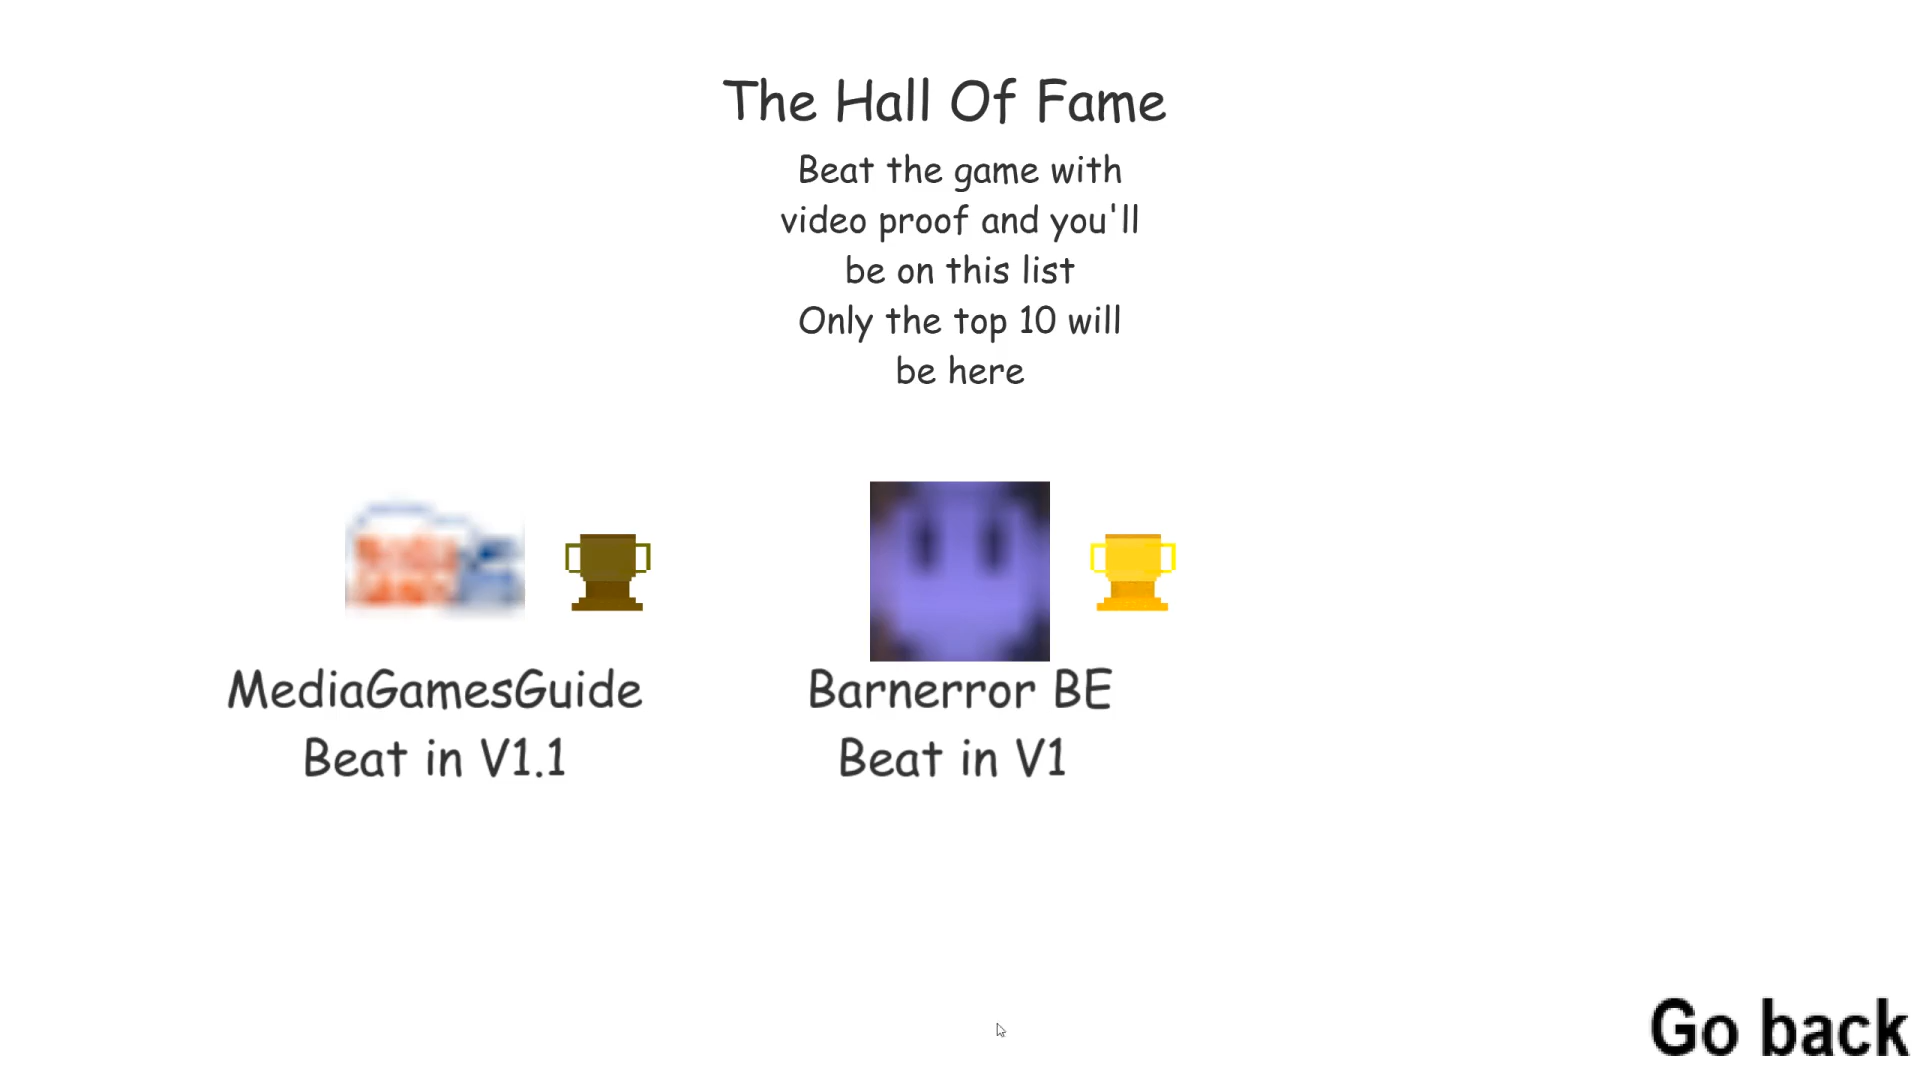 The Hall Of Fame
Beat the game with
video proof and you'll
be on this list
Only the top 10 will
be here
MediaGamesGuide
Beat in V1.1
Barnerror BE
Beat in V1
Go back